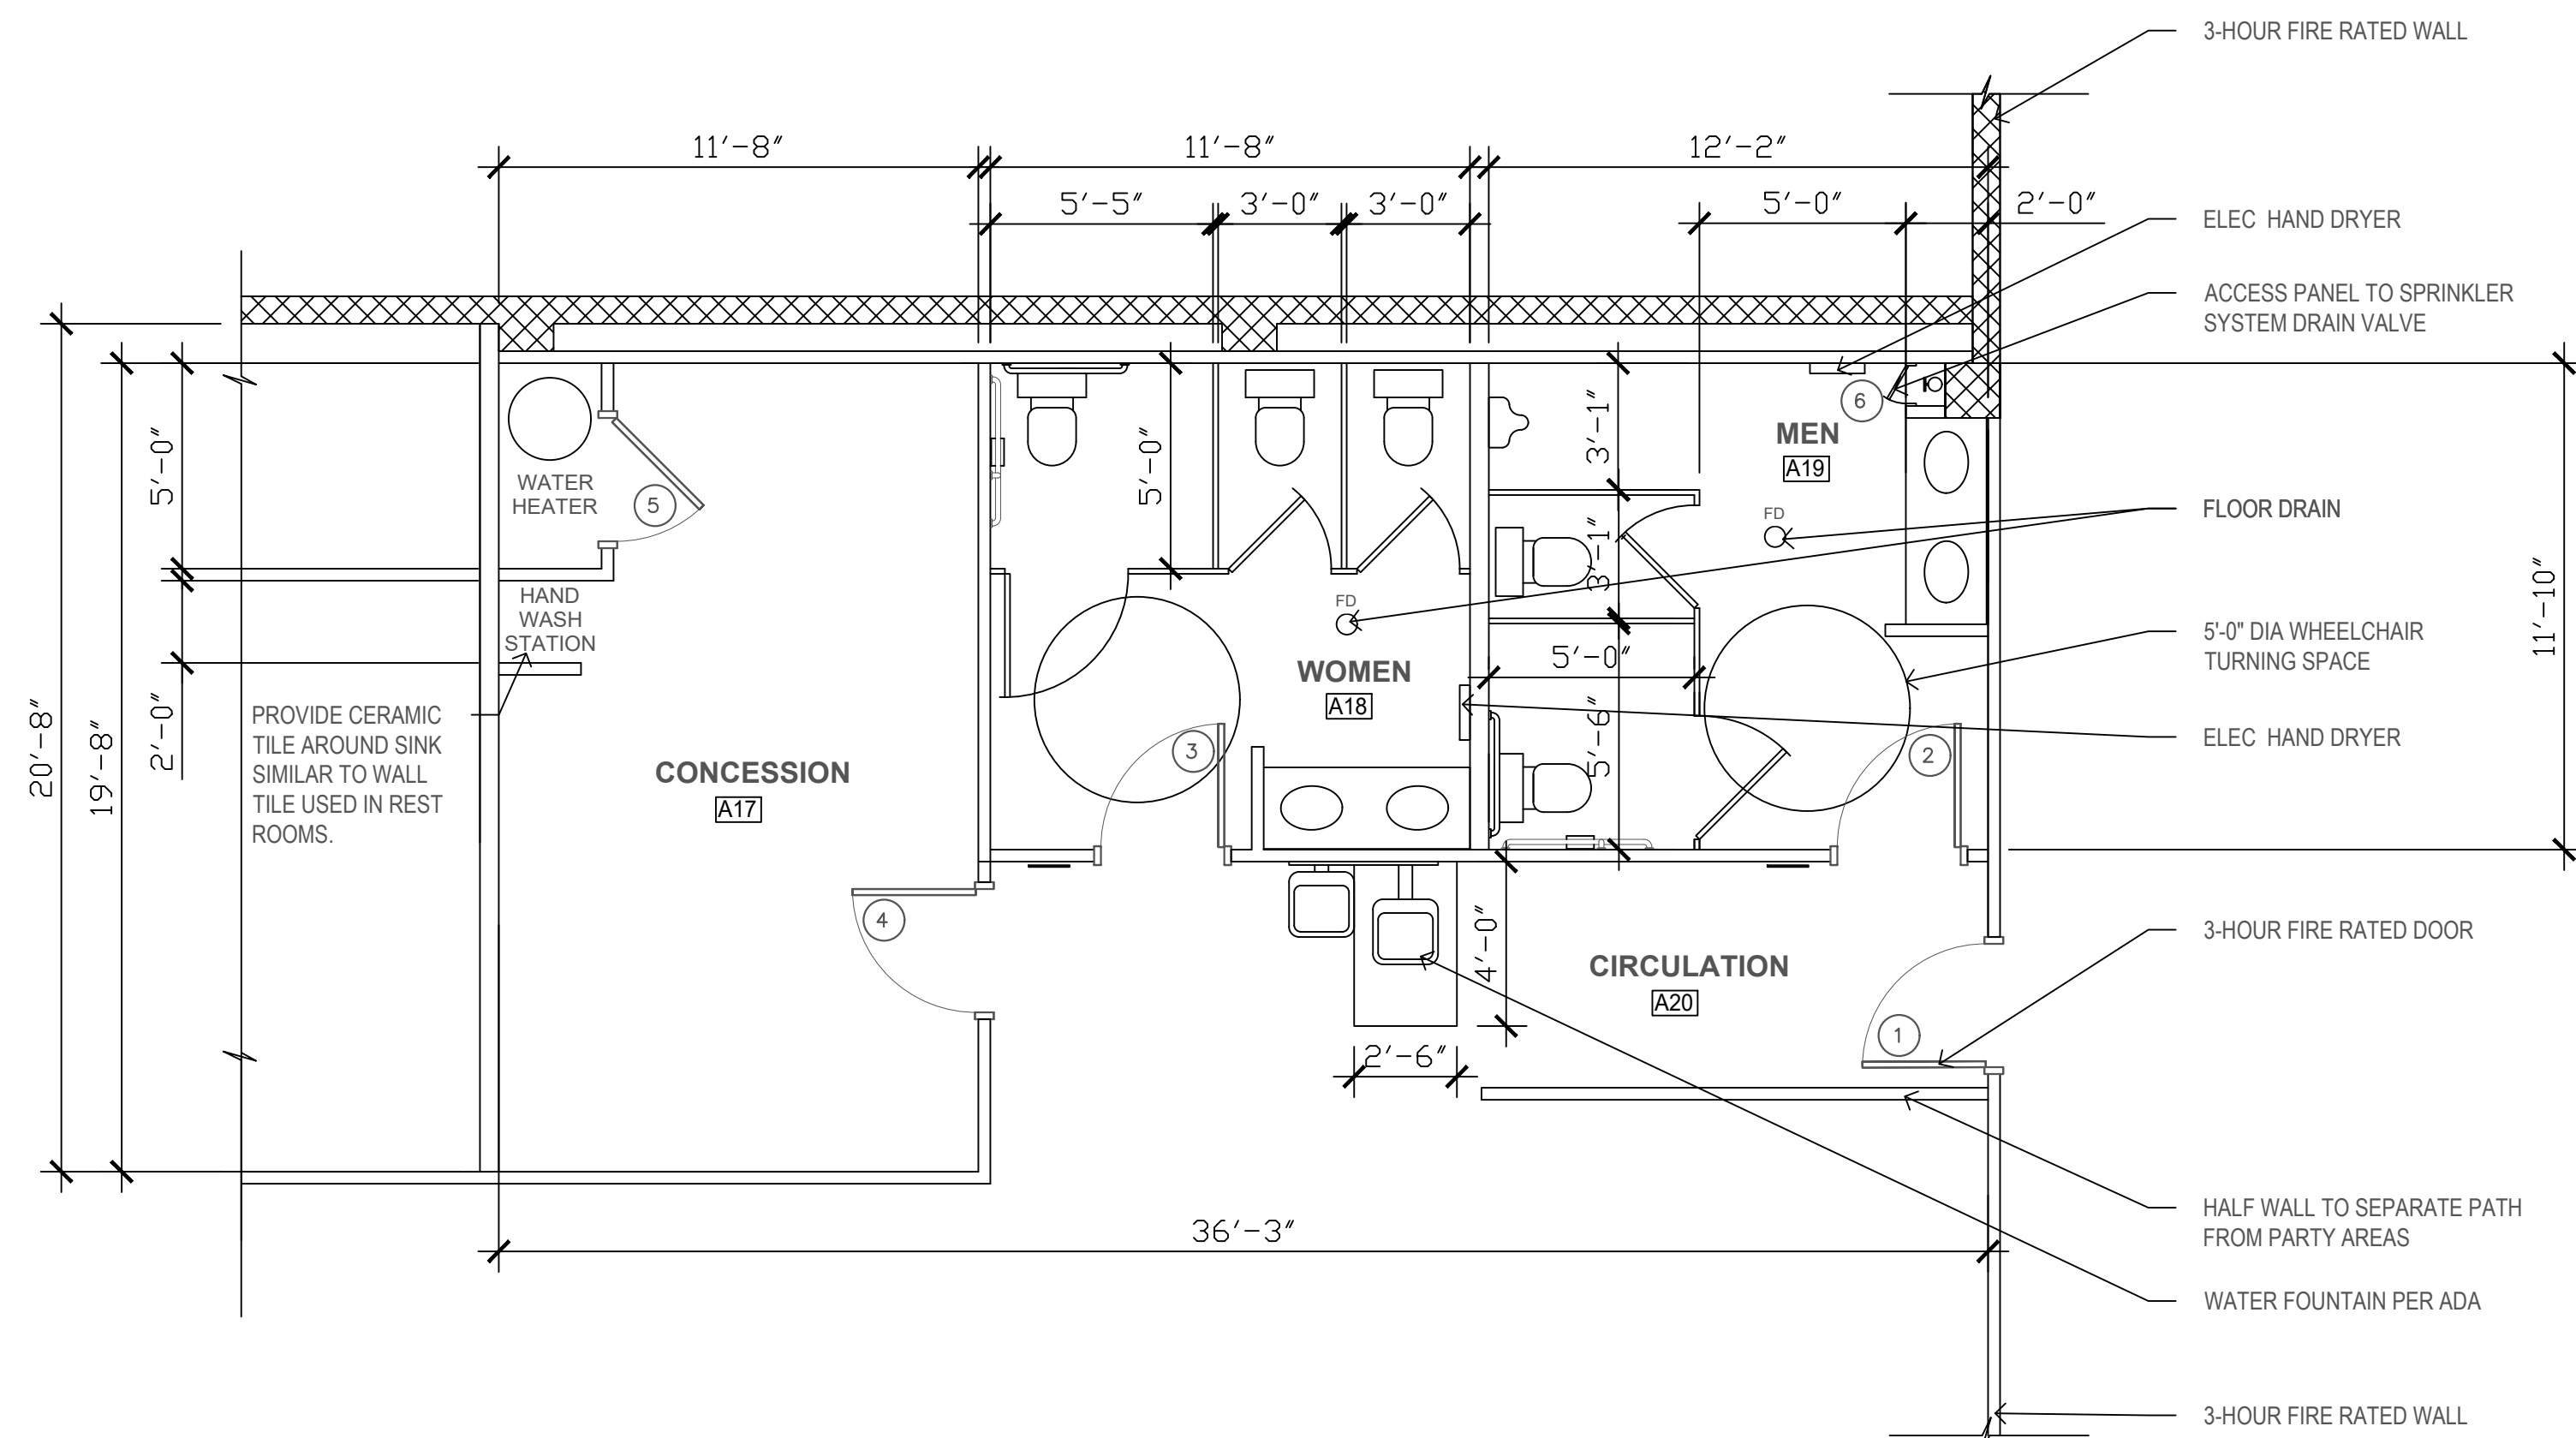 3-HOUR FIRE RATED WALL
11'-8"
11'-8"
12'-2"
5'-5"
3'-0"
3'-0"
5'-0"
2'-0"
ELEC HAND DRYER
ACCESS PANEL TO SPRINKLER
SYSTEM DRAIN VALVE
6
MEN
A19
3'-1"
5'-0"
5'-0"
WATER
HEATER
5
FD
FLOOR DRAIN
3'-1"
HAND
WASH
STATION
FD
11'-10"
5'-0" DIA WHEELCHAIR
TURNING SPACE
5'-0"
WOMEN
A18
20'-8"
19'-8"
2'-0"
PROVIDE CERAMIC
TILE AROUND SINK
SIMILAR TO WALL
TILE USED IN REST
ROOMS.
5'-6"
ELEC HAND DRYER
3
2
CONCESSION
A17
4
4'-0"
3-HOUR FIRE RATED DOOR
CIRCULATION
A20
1
2'-6"
HALF WALL TO SEPARATE PATH
FROM PARTY AREAS
36'-3"
WATER FOUNTAIN PER ADA
3-HOUR FIRE RATED WALL